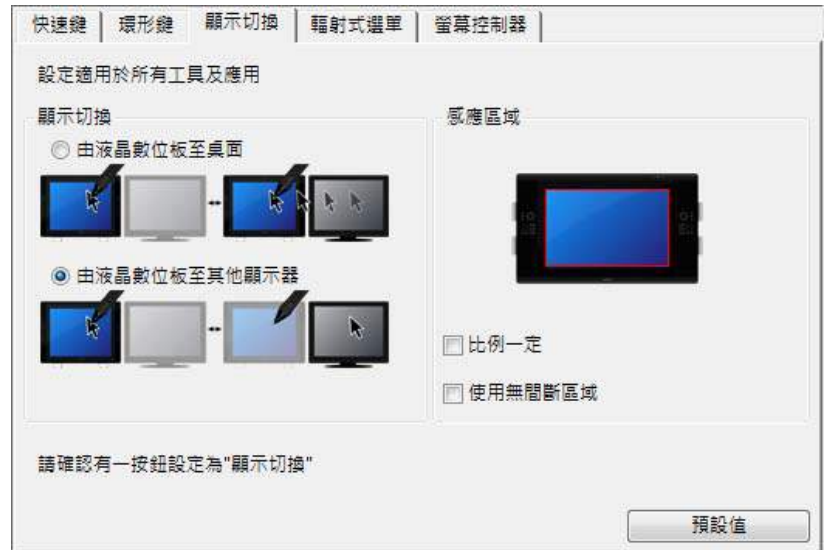 快速鍵 環形鍵 顯示切換 輻射式選單 螢幕控制器
設定適用於所有工具及應用
顯示切換
由液晶數位板至桌面
由液晶數位板至其他顯示器
感應區域
比例一定
使用無間斷區域
請確認有一按鈕設定為"顯示切換"
預設值